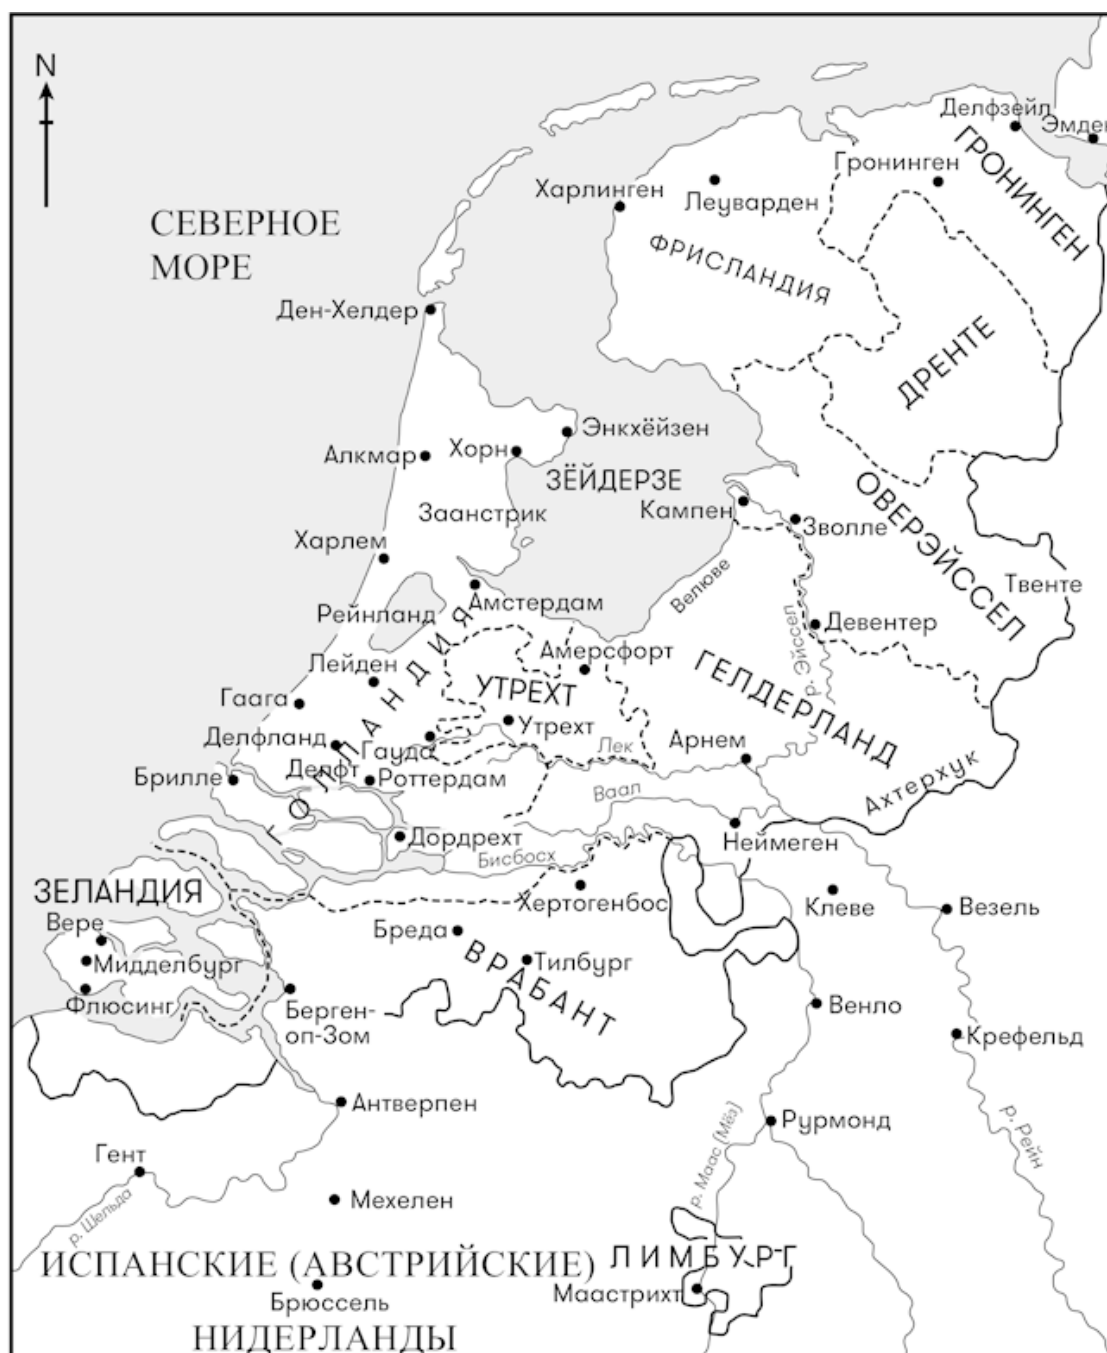 N
Делфзейл
Эмден
ГРОНИНГЕН
Гронинген
Харлинген
Леуварден
СЕВЕРНОЕ
МОРЕ
ФРИСЛАНДИЯ
Ден-Хелдер
ДРЕНТЕ
Энкхёйзен
Алкмар
Хорн
ЗЁЙДЕРЗЕ
Кампен
Зволле
ОВЕРЭЙССЕЛ
Заанстрик
Харлем
Велюве
Твенте
Рейнланд
Амстердам
р. Эйссел
Девентер
Лейден
Амерсфорт
ГЕЛДЕРЛАНД
Гаага
УТРЕХТ
ГОЛЛАНДИЯ
Делфланд
Гауда
Утрехт
Лек
Арнем
Брилле
Делфт
Роттердам
Ваал
Ахтерхук
Дордрехт
Бисбосх
Неймеген
ЗЕЛАНДИЯ
Хертогенбос
Клеве
Везель
Вере
Бреда
Мидделбург
ВРАБАНТ
Тилбург
Флюсинг
Берген-
оп-Зом
Венло
Крефельд
Антверпен
Рурмонд
р. Маас (Мёз)
р. Рейн
Гент
р. Шельда
Мехелен
ИСПАНСКИЕ (АВСТРИЙСКИЕ)
ЛИМБУРГ
Брюссель
Маастрихт
НИДЕРЛАНДЫ